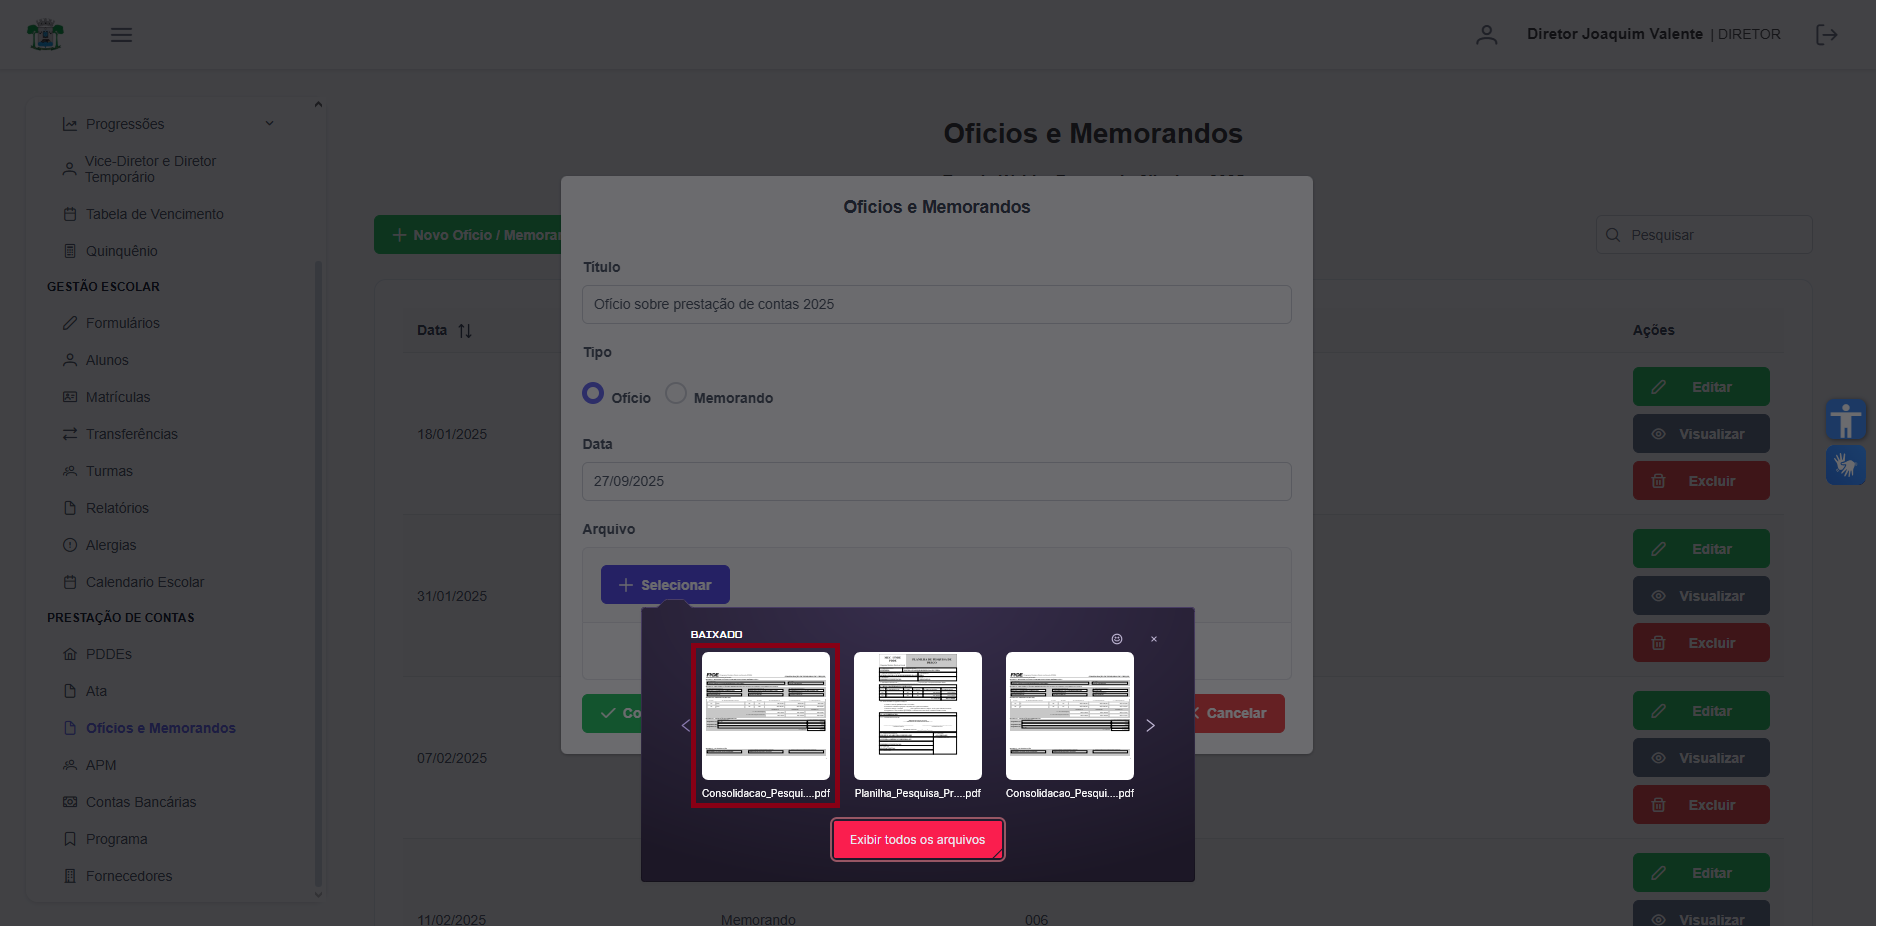 Diretor Joaquim Valente | DIRETOR
Progressões
Vice-Diretor e Diretor
Temporário
Tabela de Vencimento
Quinquênio
GESTÃO ESCOLAR
Formulários
Alunos
Matrículas
Transferências
Turmas
Relatórios
Alergias
Calendario Escolar
PRESTAÇÃO DE CONTAS
PDDEs
Ata
Ofícios e Memorandos
APM
Contas Bancárias
Programa
Fornecedores
Oficios e Memorandos
Novo Oficio / Memora
Pesquisar
Data
Ações
18/01/2025
Editar
Visualizar
Excluir
31/01/2025
Editar
Visualizar
Excluir
07/02/2025
Editar
Visualizar
Excluir
11/02/2025
Memorando
006
Editar
Visualizar
Oficios e Memorandos
Título
Ofício sobre prestação de contas 2025
Tipo
Ofício
Memorando
Data
27/09/2025
Arquivo
Selecionar
Co
Cancelar
BAIXADO
Consolidacao_Pesqui....pdf
Planilha_Pesquisa_Pr....pdf
Consolidacao_Pesqui....pdf
Exibir todos os arquivos